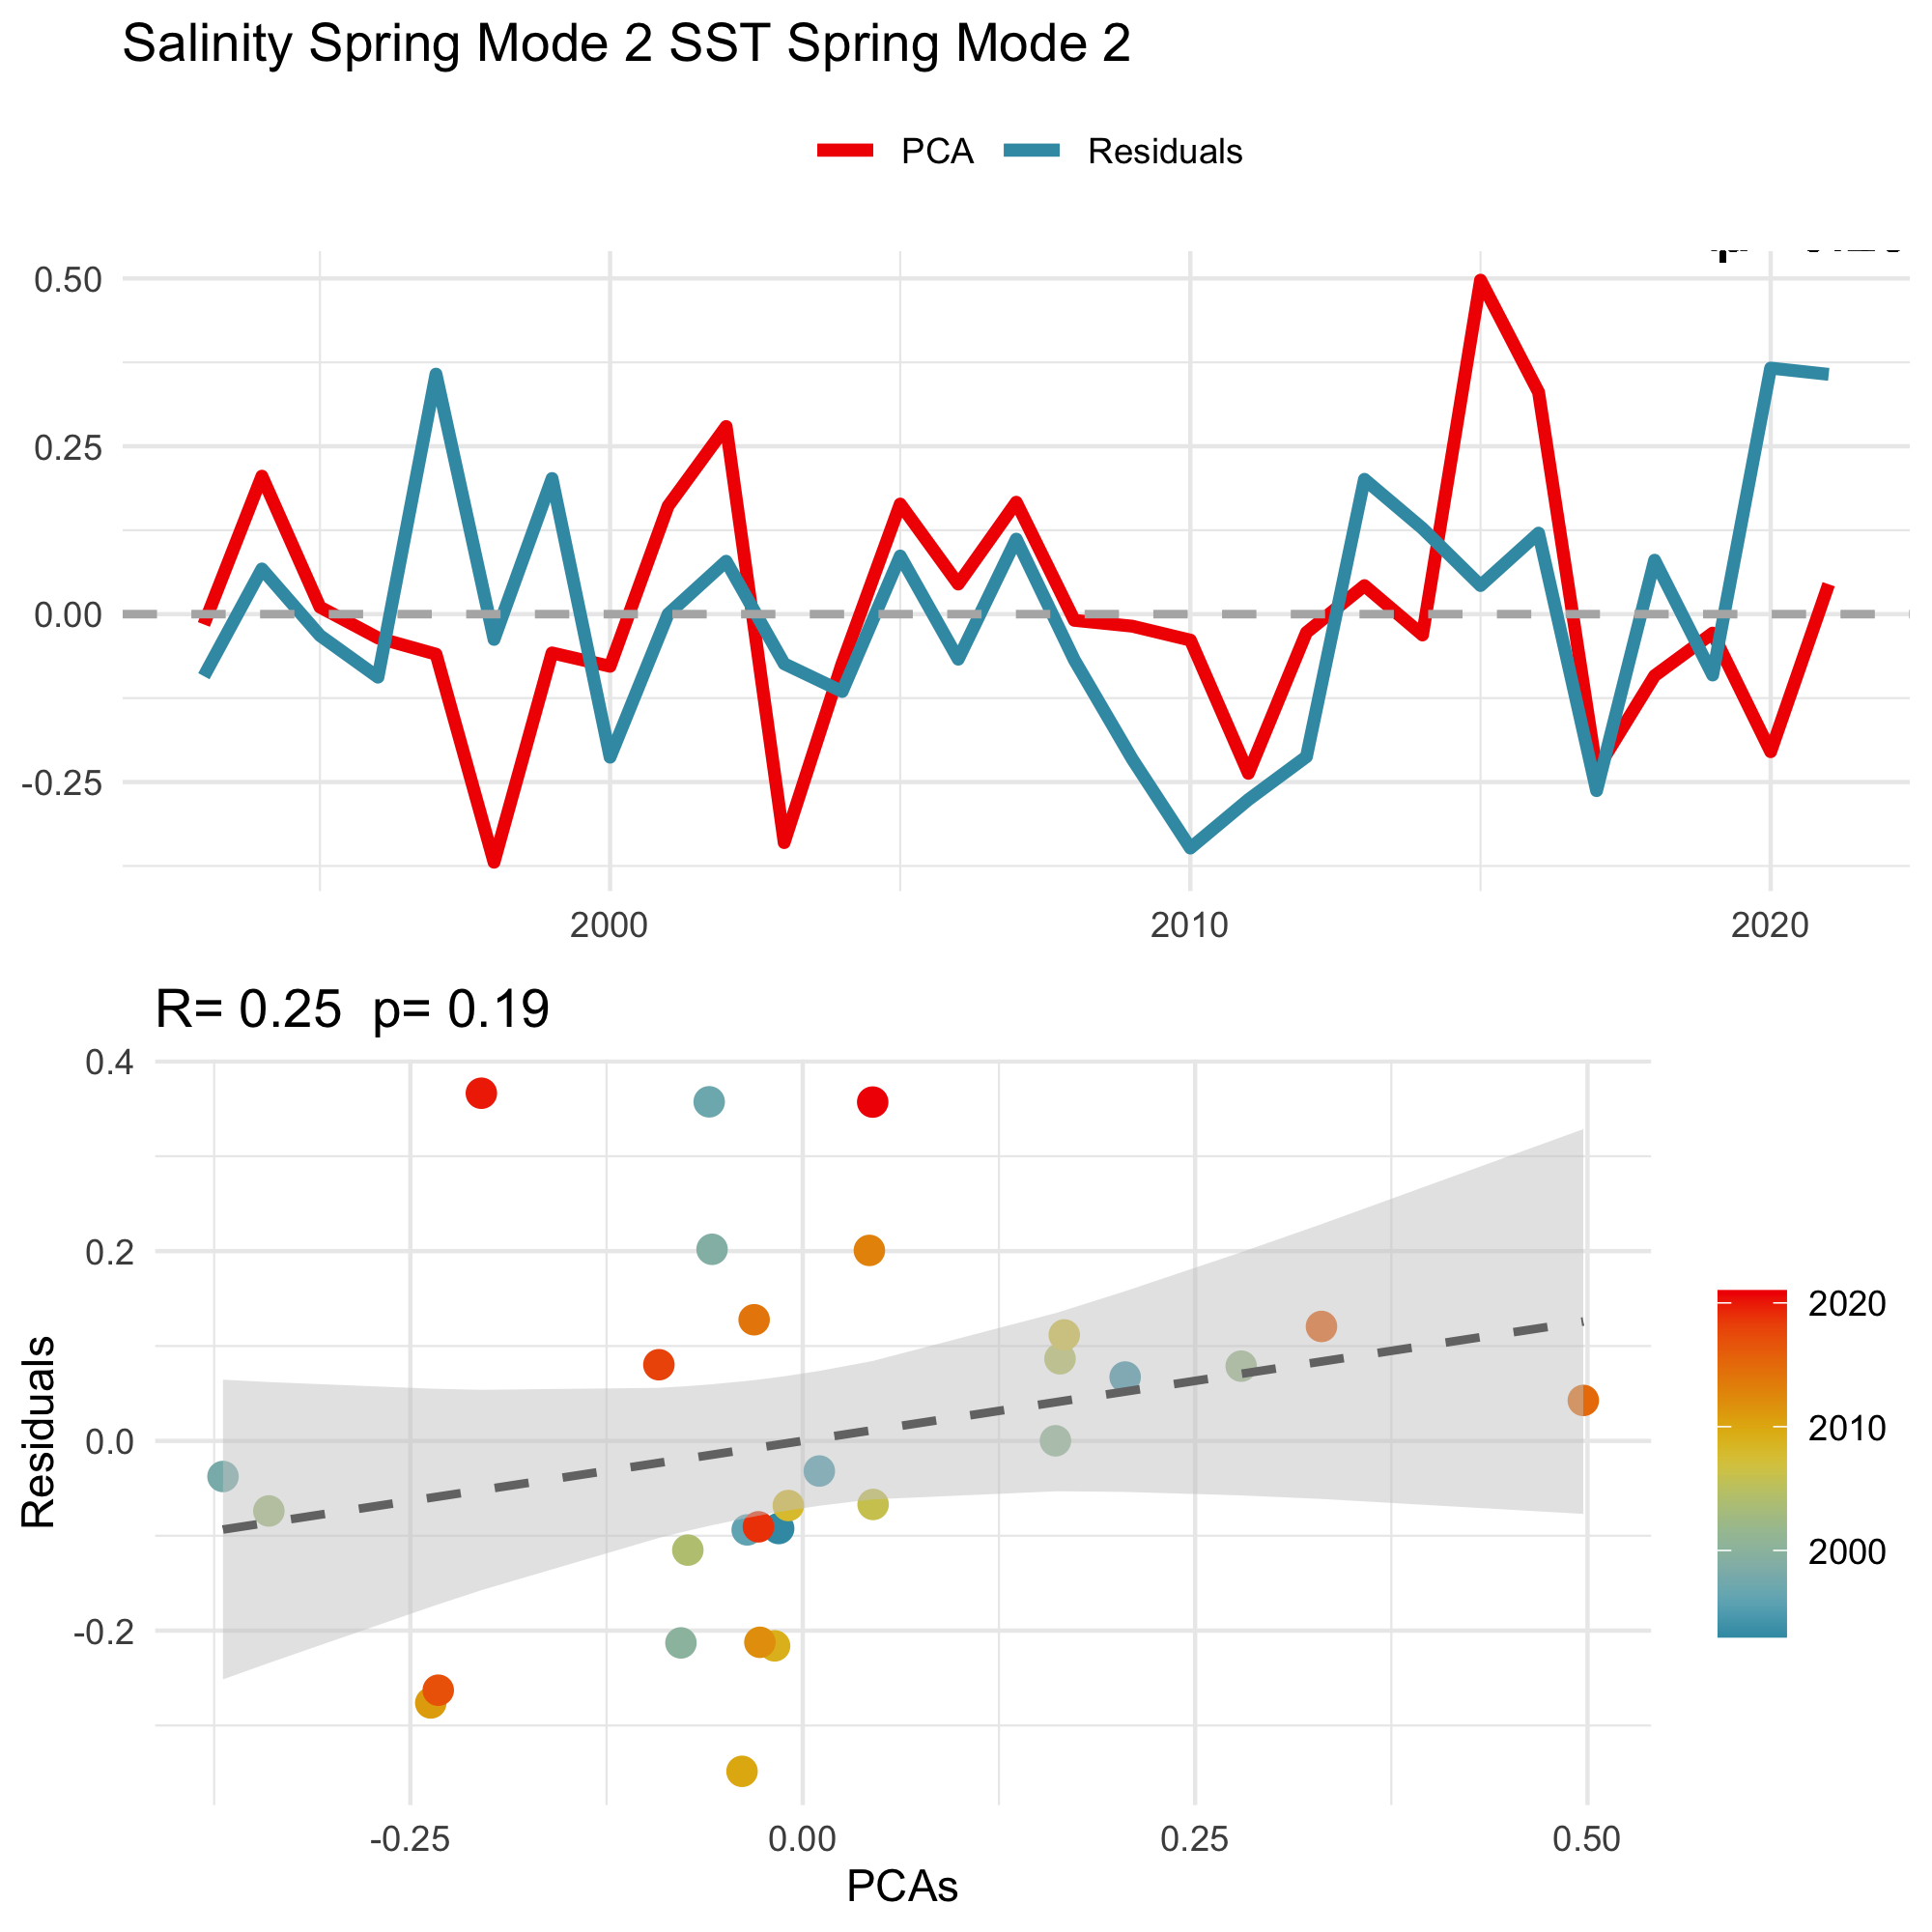 Salinity Spring Mode 2 SST Spring Mode 2
PCA Residuals
0.50
0.25
0.00
-0.25
2000 2010 2020
R= 0.25 p= 0.19
0.4
0.2
0.0
-0.2
Residuals
-0.25 0.00 0.25 0.50
PCAs
2020
2010
2000